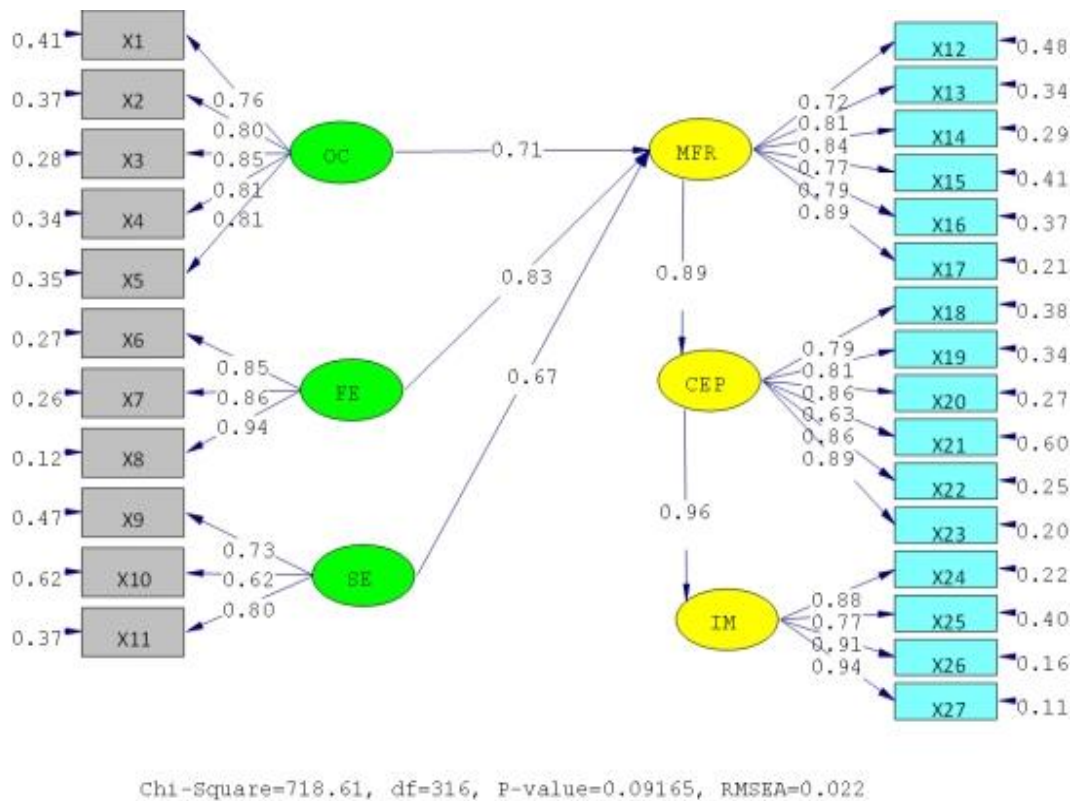 0.41 X1
0.37 X2
0.28 X3
0.34 X4
0.35 X5
0.27 X6
0.26 X7
0.12 X8
0.47 X9
0.62 X10
0.37 X11
0.76
0.80
0.85
0.81
0.81
OC
0.85
0.86
0.94
FE
0.73
0.62
0.80
SE
0.71
0.83
0.67
MFR
0.89
CEP
0.96
IM
0.72
0.81
0.84
0.77
0.79
0.89
0.79
0.81
0.86
0.63
0.86
0.89
0.88
0.77
0.91
0.94
X12 0.48
X13 0.34
X14 0.29
X15 0.41
X16 0.37
X17 0.21
X18 0.38
X19 0.34
X20 0.27
X21 0.60
X22 0.25
X23 0.20
X24 0.22
X25 0.40
X26 0.16
X27 0.11
Chi-Square=718.61, df=316, P-value=0.09165, RMSEA=0.022